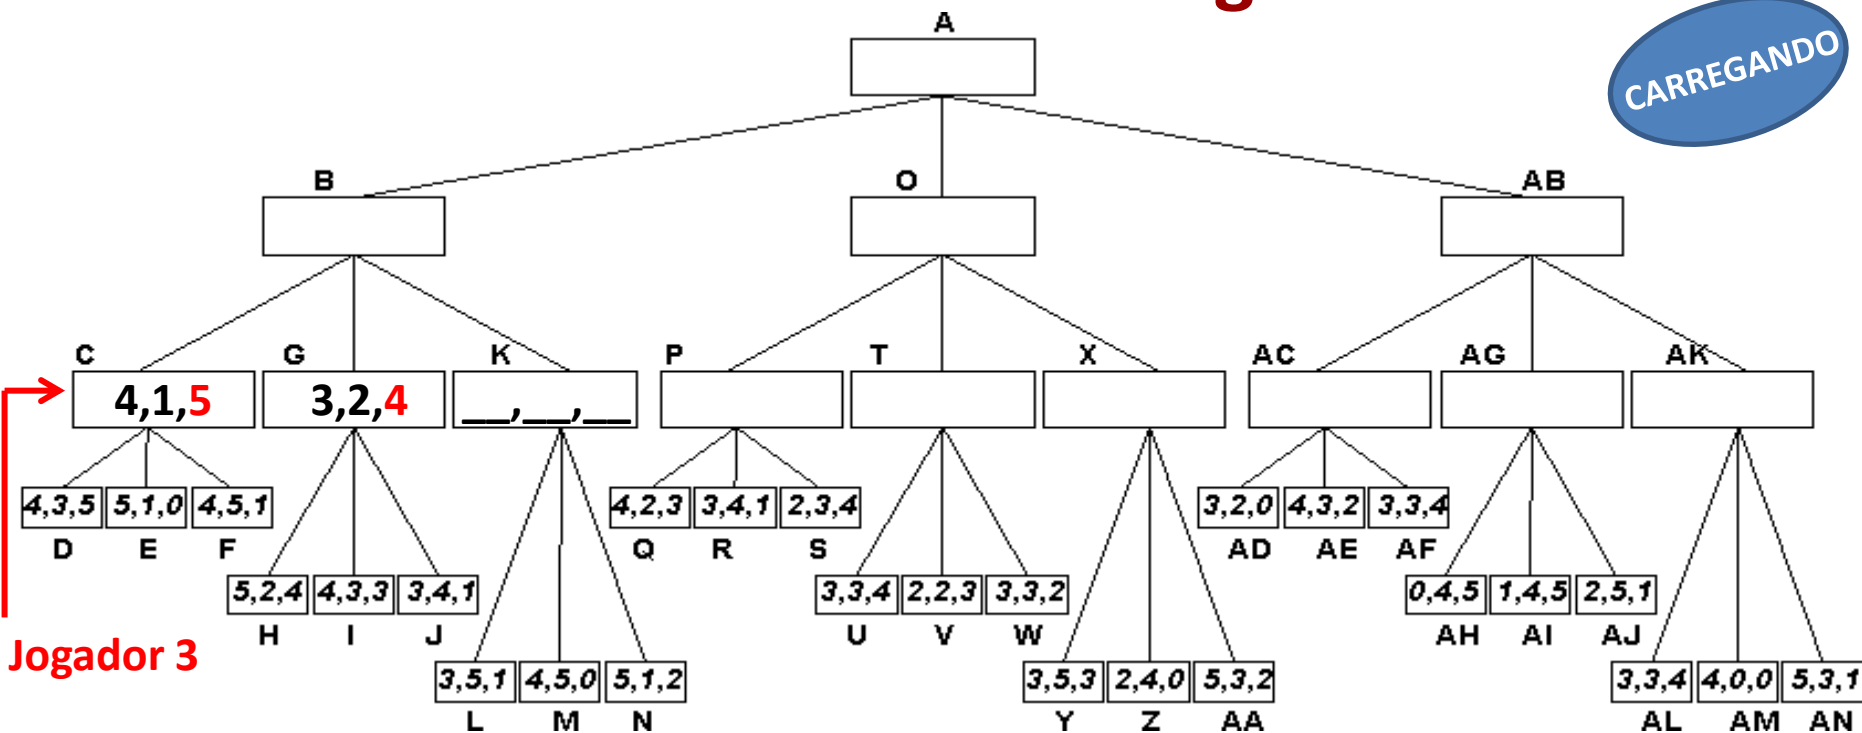 g
A
CARREGANDO
B O AB
C G K P T X AC AG AK
4,1,5 3,2,4 __,__,__
4,3,5 5,1,0 4,5,1 4,2,3 3,4,1 2,3,4 3,2,0 4,3,2 3,3,4
D E F Q R S AD AE AF
5,2,4 4,3,3 3,4,1 3,3,4 2,2,3 3,3,2 0,4,5 1,4,5 2,5,1
H I J U V W AH AI AJ
Jogador 3
3,5,1 4,5,0 5,1,2 3,5,3 2,4,0 5,3,2 3,3,4 4,0,0 5,3,1
L M N Y Z AA AL AM AN